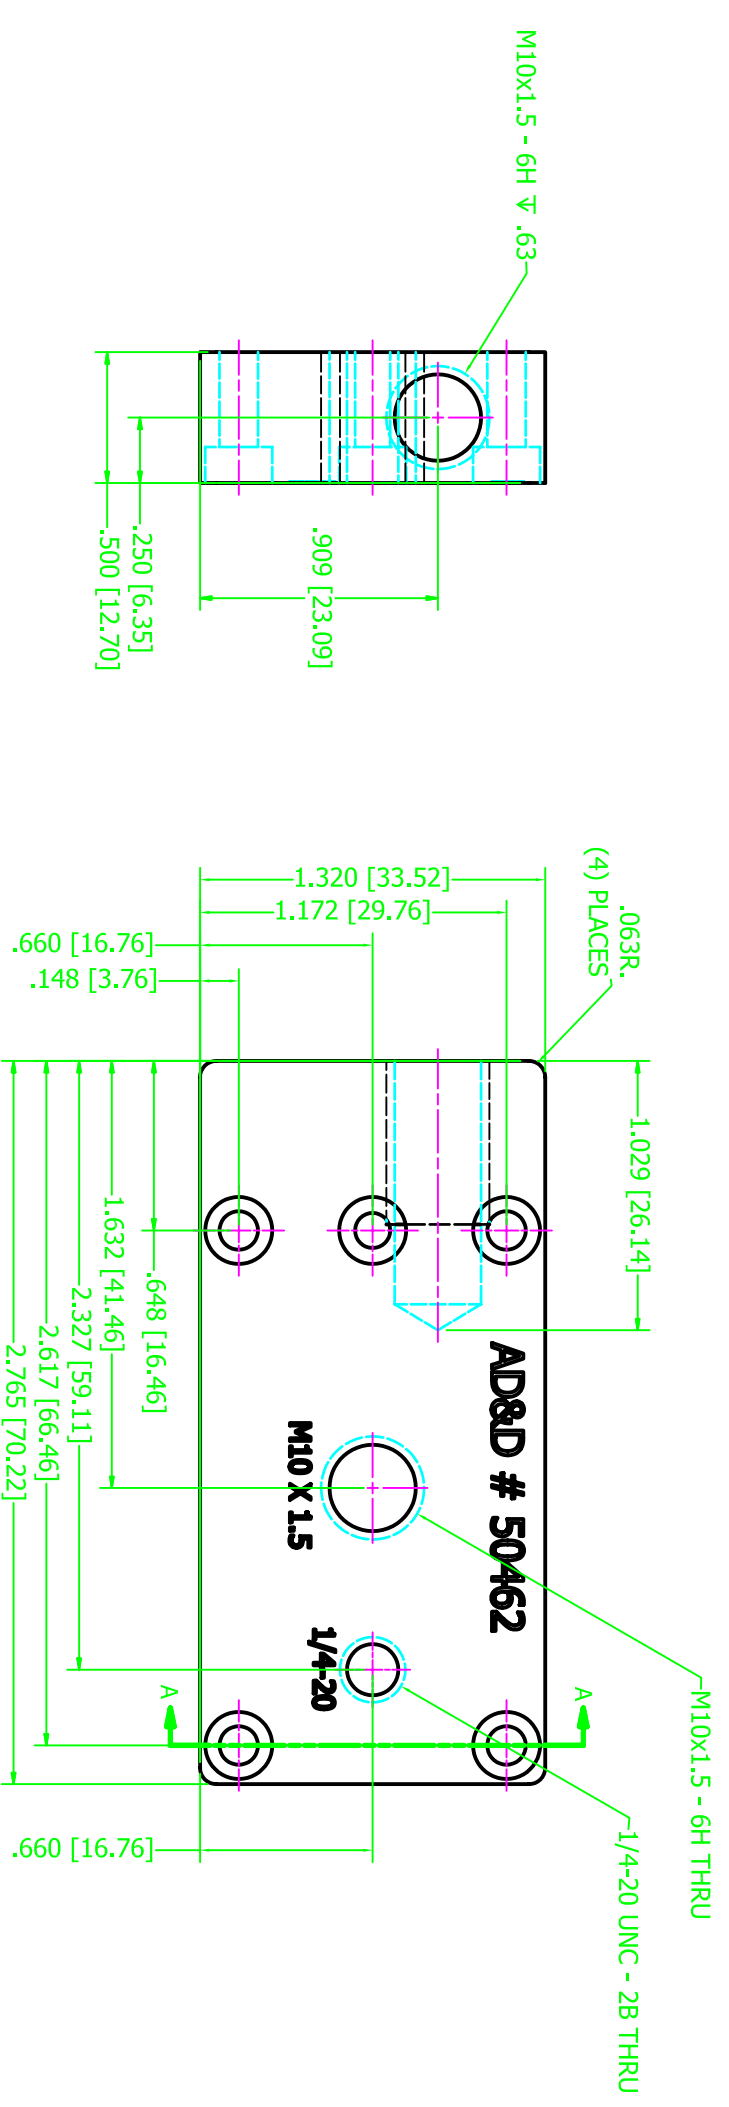 M10x1.5 - 6H ↧ .63
.909 [23.09]
.250 [6.35]
.500 [12.70]
.063R.
(4) PLACES
1.320 [33.52]
1.172 [29.76]
.660 [16.76]
.148 [3.76]
1.029 [26.14]
AD&D # 50462
M10 X 1.5
1/4-20
.648 [16.46]
1.632 [41.46]
2.327 [59.11]
2.617 [66.46]
2.765 [70.22]
A
A
M10x1.5 - 6H THRU
1/4-20 UNC - 2B THRU
.660 [16.76]